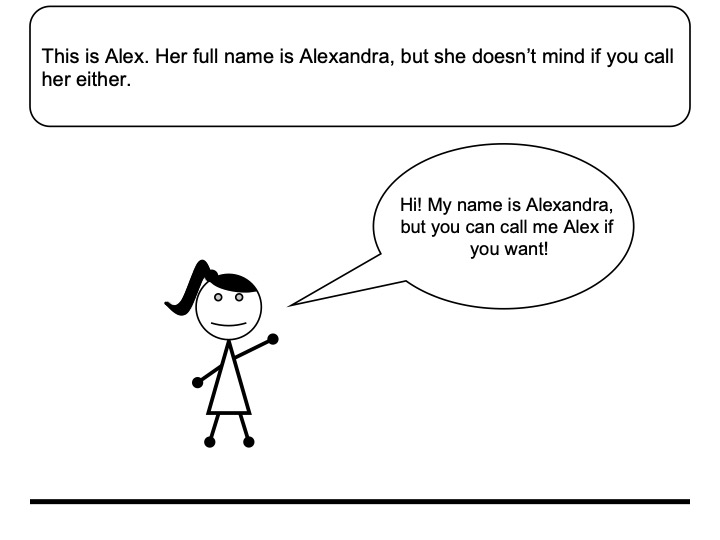 This is Alex. Her full name is Alexandra, but she doesn’t mind if you call
her either.
Hi! My name is Alexandra,
but you can call me Alex if
you want!